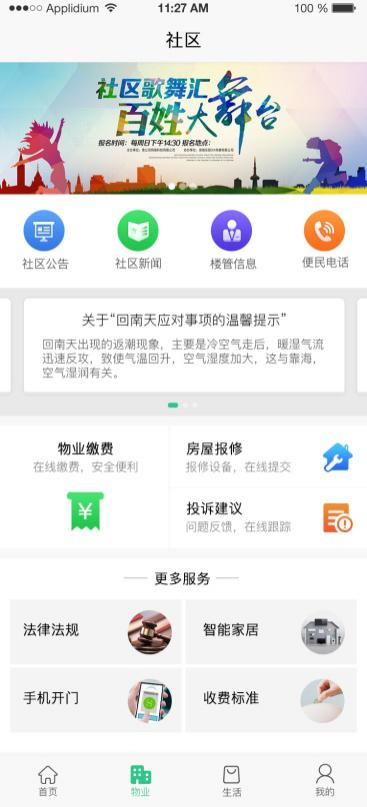 Applidium
11:27 AM
100 %
社区
社区歌舞汇
百姓大舞台
报名时间：每周日下午14:30 报名地点：
社区公告
社区新闻
楼管信息
便民电话
关于“回南天应对事项的温馨提示”
回南天出现的返潮现象，主要是冷空气走后，暖湿气流
迅速反攻，致使气温回升，空气湿度加大，这与靠海，
空气湿润有关。
物业缴费
在线缴费，安全便利
房屋报修
报修设备，在线提交
投诉建议
问题反馈，在线跟踪
更多服务
法律法规
智能家居
手机开门
收费标准
首页
物业
生活
我的